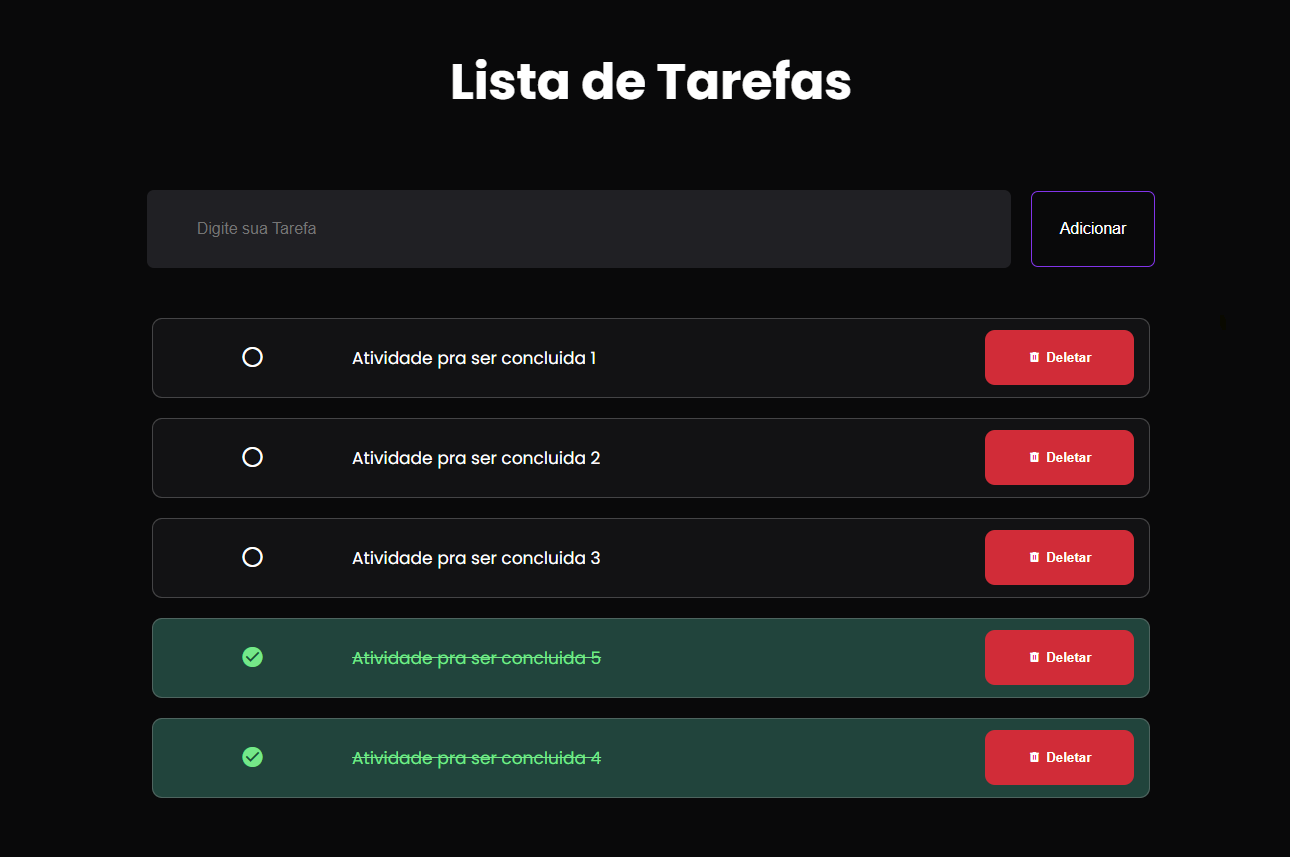 Lista de Tarefas
Digite sua Tarefa
Adicionar
Atividade pra ser concluida 1
Deletar
Atividade pra ser concluida 2
Deletar
Atividade pra ser concluida 3
Deletar
Atividade pra ser concluida 5
Deletar
Atividade pra ser concluida 4
Deletar